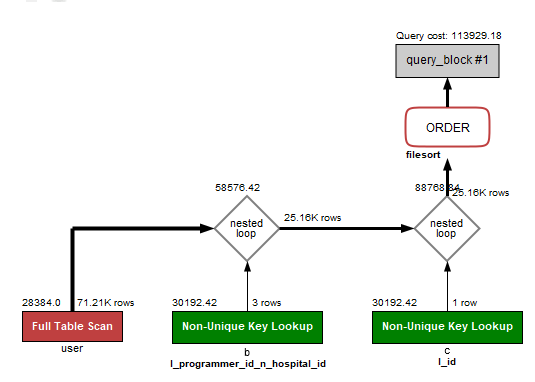 Query cost: 113929.18
query_block #1
ORDER
filesort
58576.42
88768.84
25.16K rows
nested
loop
25.16K rows
nested
loop
28384.0
71.21K rows
30192.42
3 rows
30192.42
1 row
Full Table Scan
Non-Unique Key Lookup
Non-Unique Key Lookup
user
b
c
I_programmer_id_n_hospital_id
I_id